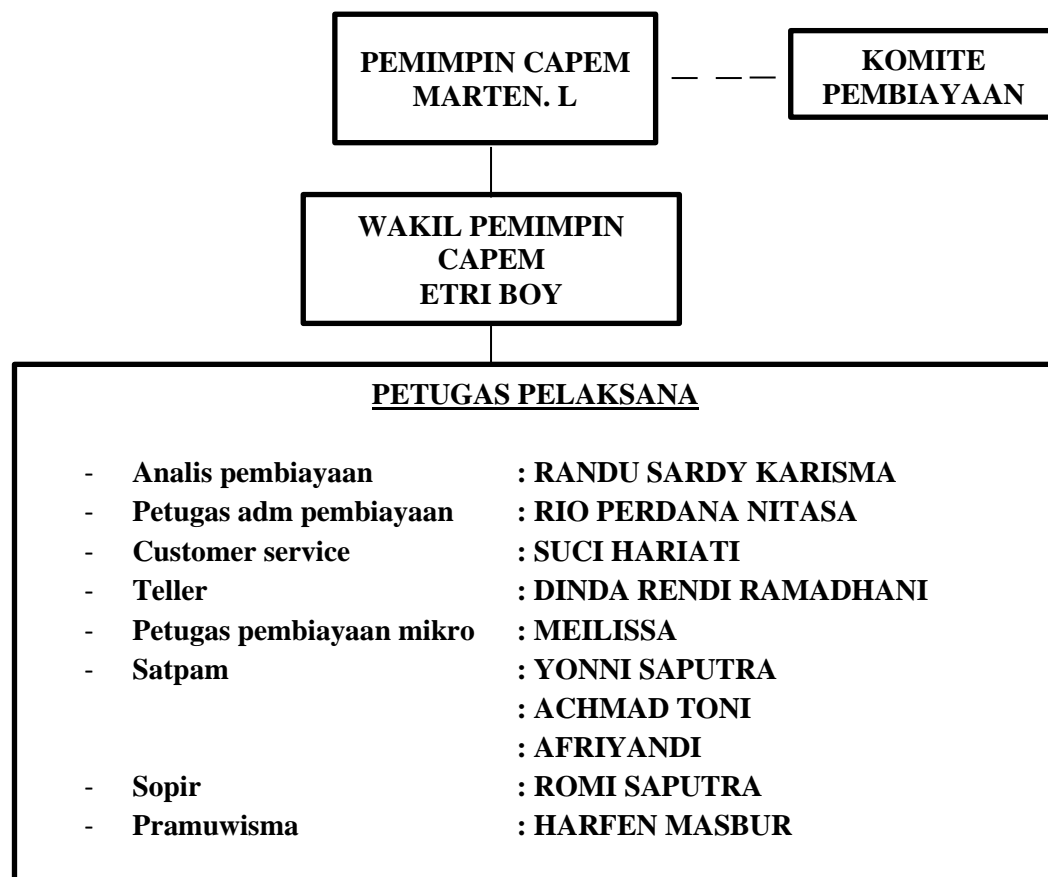 PEMIMPIN CAPEM
MARTEN. L
KOMITE
PEMBIAYAAN
WAKIL PEMIMPIN
CAPEM
ETRI BOY
PETUGAS PELAKSANA
- Analis pembiayaan : RANDU SARDY KARISMA
- Petugas adm pembiayaan : RIO PERDANA NITASA
- Customer service : SUCI HARIATI
- Teller : DINDA RENDI RAMADHANI
- Petugas pembiayaan mikro : MEILISSA
- Satpam : YONNI SAPUTRA
: ACHMAD TONI
: AFRIYANDI
- Sopir : ROMI SAPUTRA
- Pramuwisma : HARFEN MASBUR